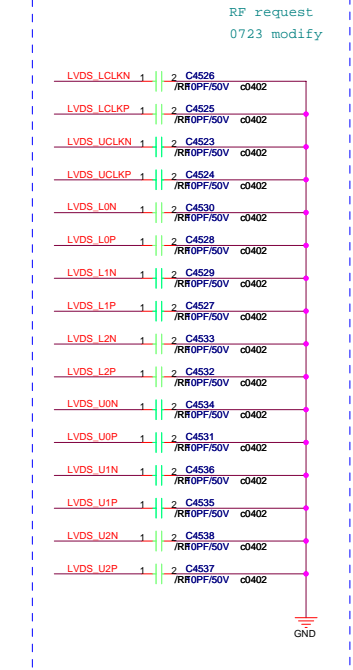 RF request
0723 modify
LVDS_LCLKN 1 2 C4526
/RF 10PF/50V c0402
LVDS_LCLKP 1 2 C4525
/RF 10PF/50V c0402
LVDS_UCLKN 1 2 C4523
/RF 10PF/50V c0402
LVDS_UCLKP 1 2 C4524
/RF 10PF/50V c0402
LVDS_L0N 1 2 C4530
/RF 10PF/50V c0402
LVDS_L0P 1 2 C4528
/RF 10PF/50V c0402
LVDS_L1N 1 2 C4529
/RF 10PF/50V c0402
LVDS_L1P 1 2 C4527
/RF 10PF/50V c0402
LVDS_L2N 1 2 C4533
/RF 10PF/50V c0402
LVDS_L2P 1 2 C4532
/RF 10PF/50V c0402
LVDS_U0N 1 2 C4534
/RF 10PF/50V c0402
LVDS_U0P 1 2 C4531
/RF 10PF/50V c0402
LVDS_U1N 1 2 C4536
/RF 10PF/50V c0402
LVDS_U1P 1 2 C4535
/RF 10PF/50V c0402
LVDS_U2N 1 2 C4538
/RF 10PF/50V c0402
LVDS_U2P 1 2 C4537
/RF 10PF/50V c0402
GND